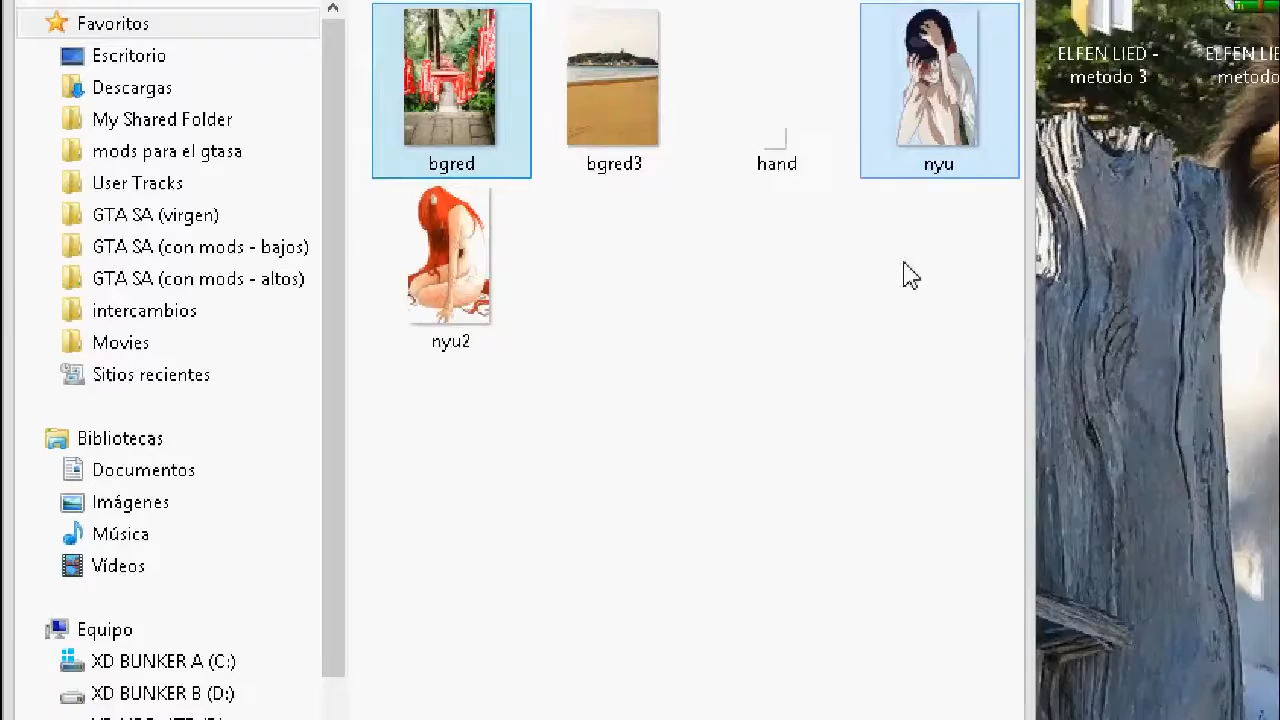 Favoritos
Escritorio
Descargas
My Shared Folder
mods para el gtasa
User Tracks
GTA SA (virgen)
GTA SA (con mods - bajos)
GTA SA (con mods - altos)
intercambios
Movies
Sitios recientes
Bibliotecas
Documentos
Imágenes
Música
Vídeos
Equipo
XD BUNKER A (C:)
XD BUNKER B (D:)
bgred
bgred3
hand
nyu
nyu2
ELFEN LIED -
metodo 3
ELFEN LIE
metodo